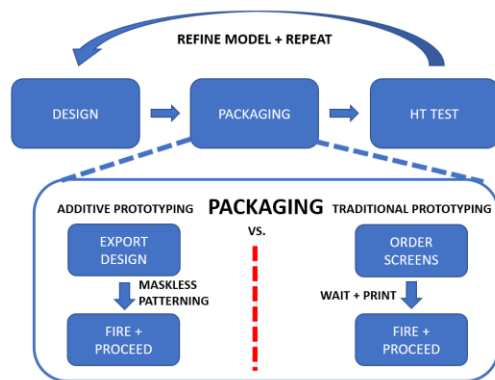 REFINE MODEL + REPEAT
DESIGN
PACKAGING
HT TEST
PACKAGING
VS.
ADDITIVE PROTOTYPING
EXPORT
DESIGN
MASKLESS
PATTERNING
FIRE +
PROCEED
TRADITIONAL PROTOTYPING
ORDER
SCREENS
WAIT + PRINT
FIRE +
PROCEED